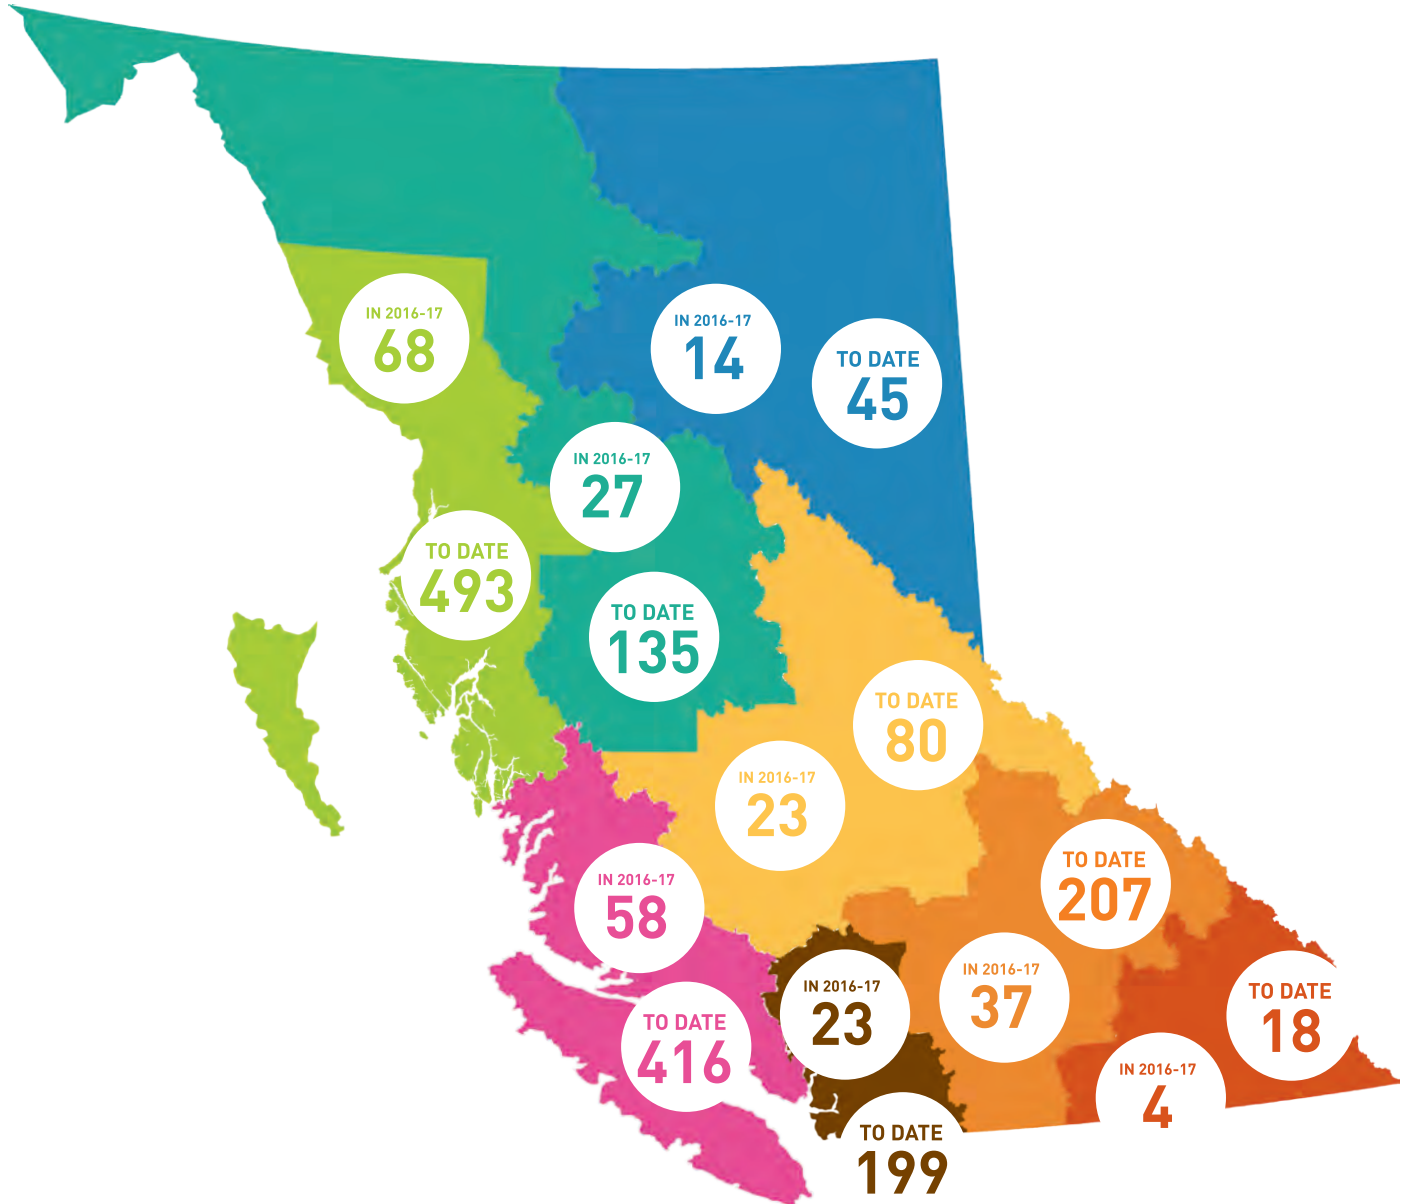 IN 2016-17
68
IN 2016-17
14
TO DATE
45
IN 2016-17
27
TO DATE
493
TO DATE
135
TO DATE
80
IN 2016-17
23
IN 2016-17
58
TO DATE
207
TO DATE
416
IN 2016-17
23
IN 2016-17
37
TO DATE
18
IN 2016-17
4
TO DATE
199